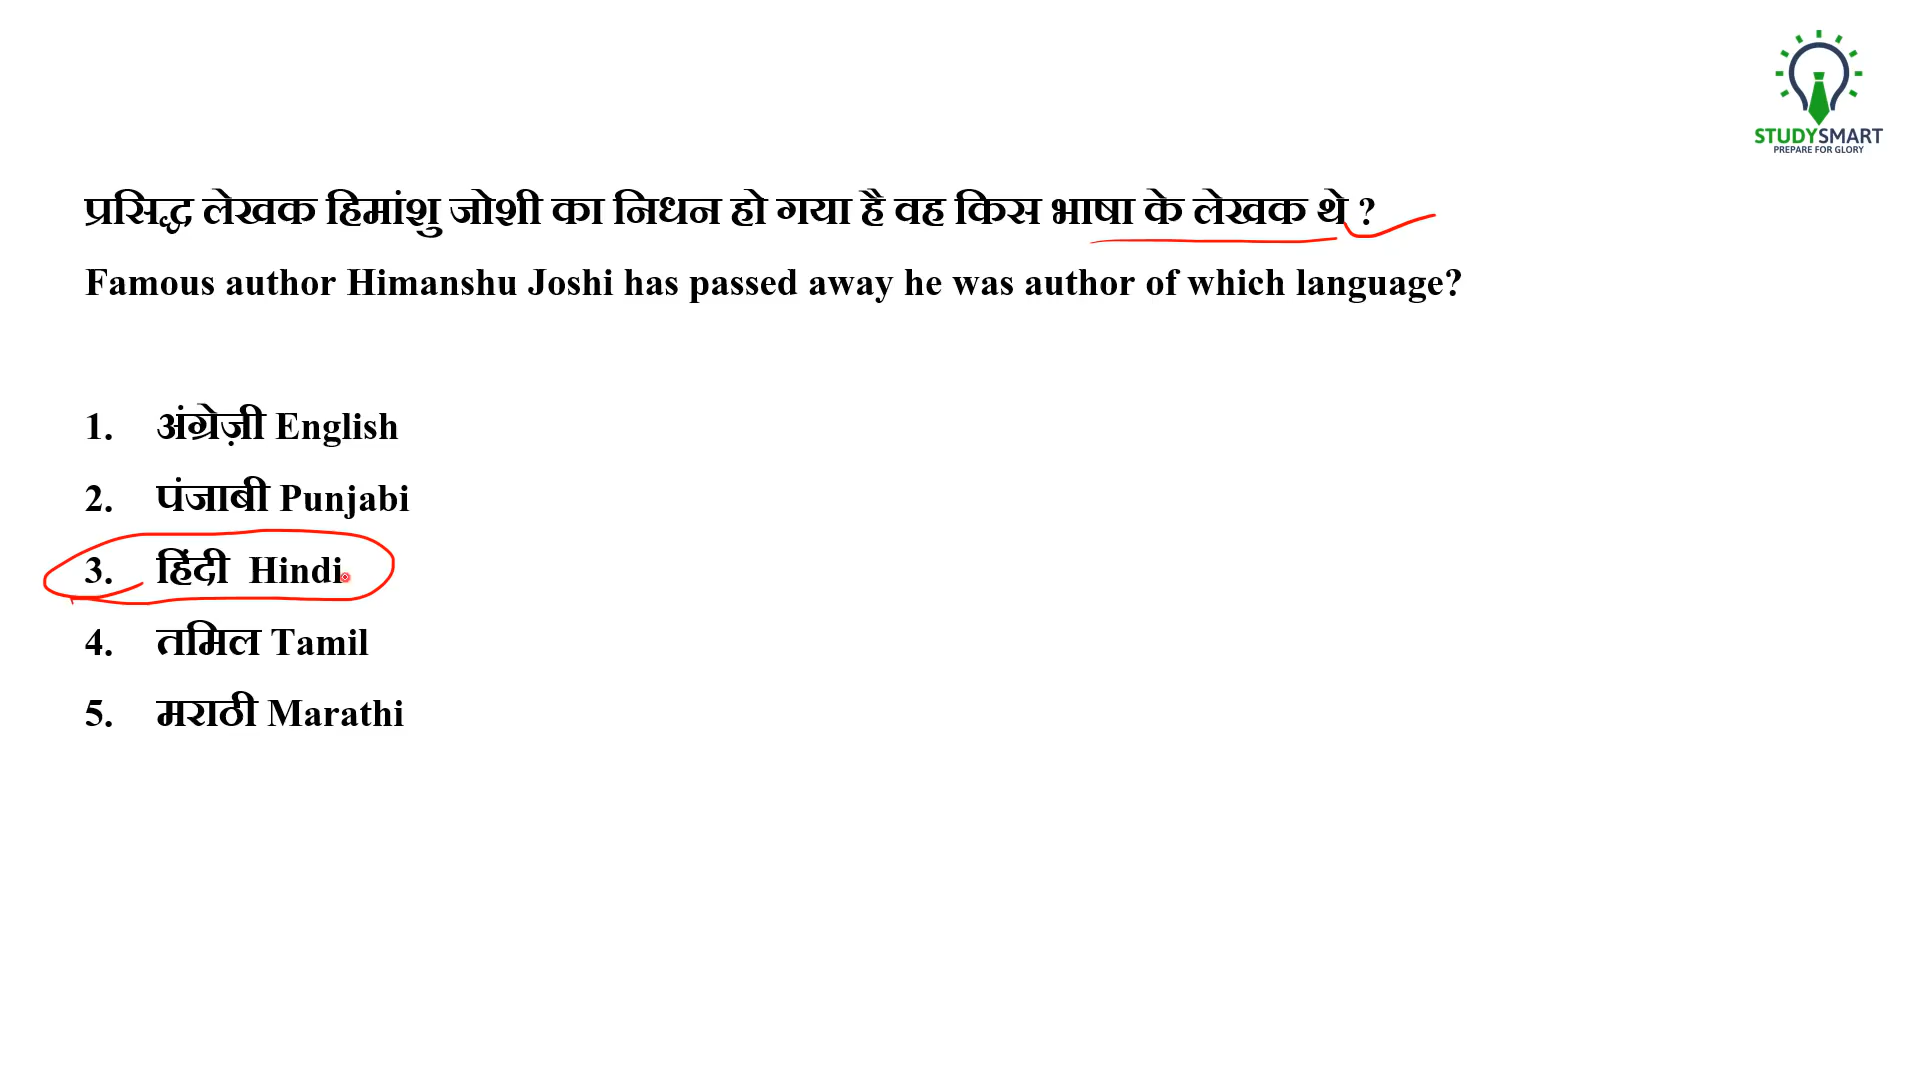 STUDYSMART
PREPARE FOR GLORY
प्रसिद्ध लेखक हिमांशु जोशी का निधन हो गया है वह किस भाषा के लेखक थे ?
Famous author Himanshu Joshi has passed away he was author of which language?
1. अंग्रेज़ी English
2. पंजाबी Punjabi
3. हिंदी Hindi
4. तमिल Tamil
5. मराठी Marathi